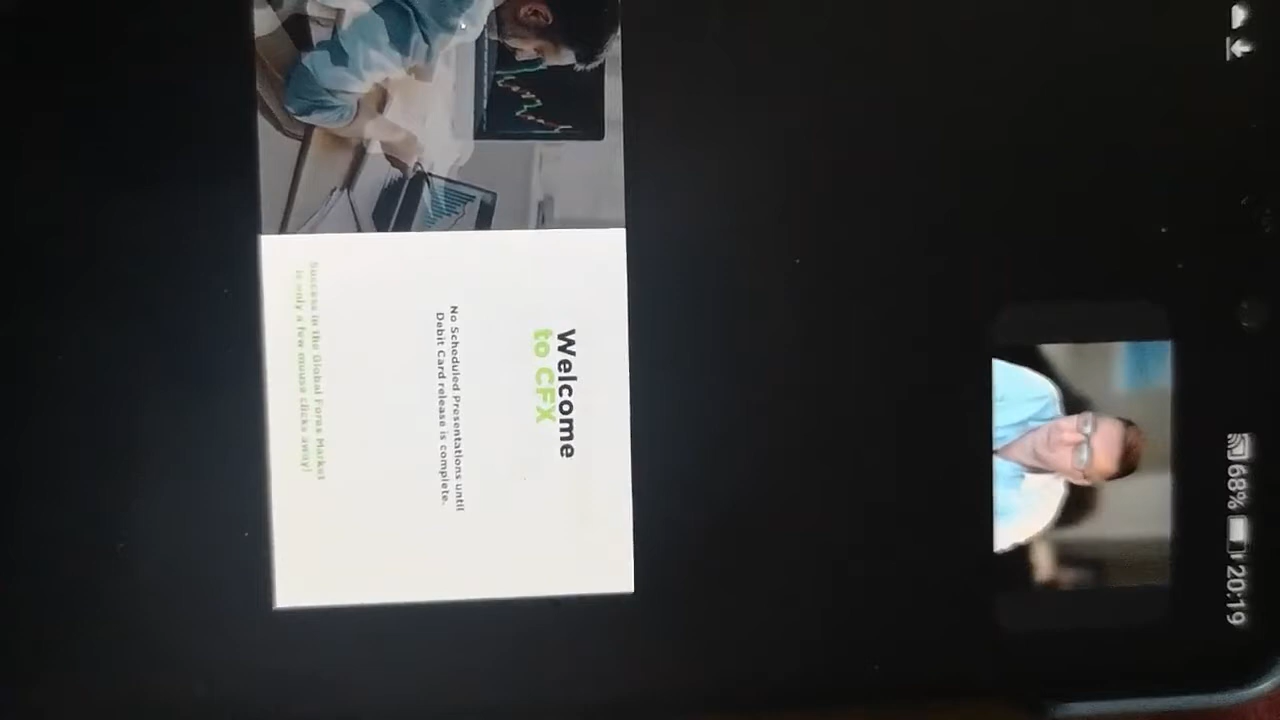 68% 20:19
Welcome
to CFX
No Scheduled Presentations until
Debit Card release is complete.
Success in the Global Forex Market
is only a few mouse clicks away!